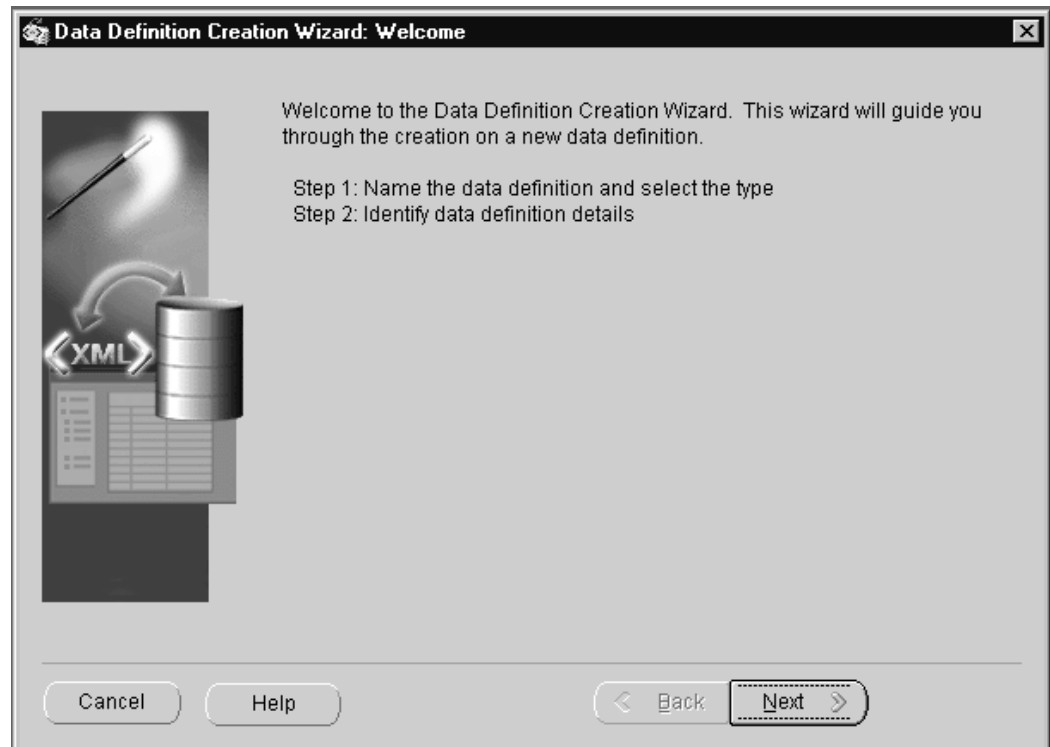 Data Definition Creation Wizard: Welcome
Welcome to the Data Definition Creation Wizard. This wizard will guide you
through the creation on a new data definition.
Step 1: Name the data definition and select the type
Step 2: Identify data definition details
XML
Cancel
Help
Back
Next